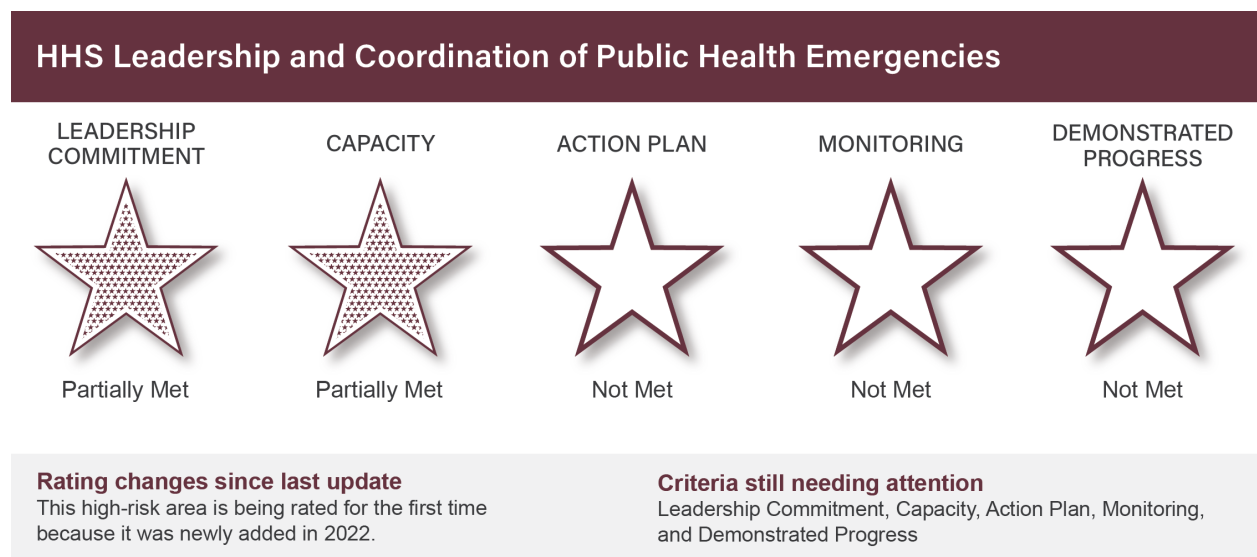 HHS Leadership and Coordination of Public Health Emergencies
LEADERSHIP
COMMITMENT
CAPACITY
ACTION PLAN
MONITORING
DEMONSTRATED
PROGRESS
Partially Met
Partially Met
Not Met
Not Met
Not Met
Rating changes since last update
This high-risk area is being rated for the first time
because it was newly added in 2022.
Criteria still needing attention
Leadership Commitment, Capacity, Action Plan, Monitoring,
and Demonstrated Progress